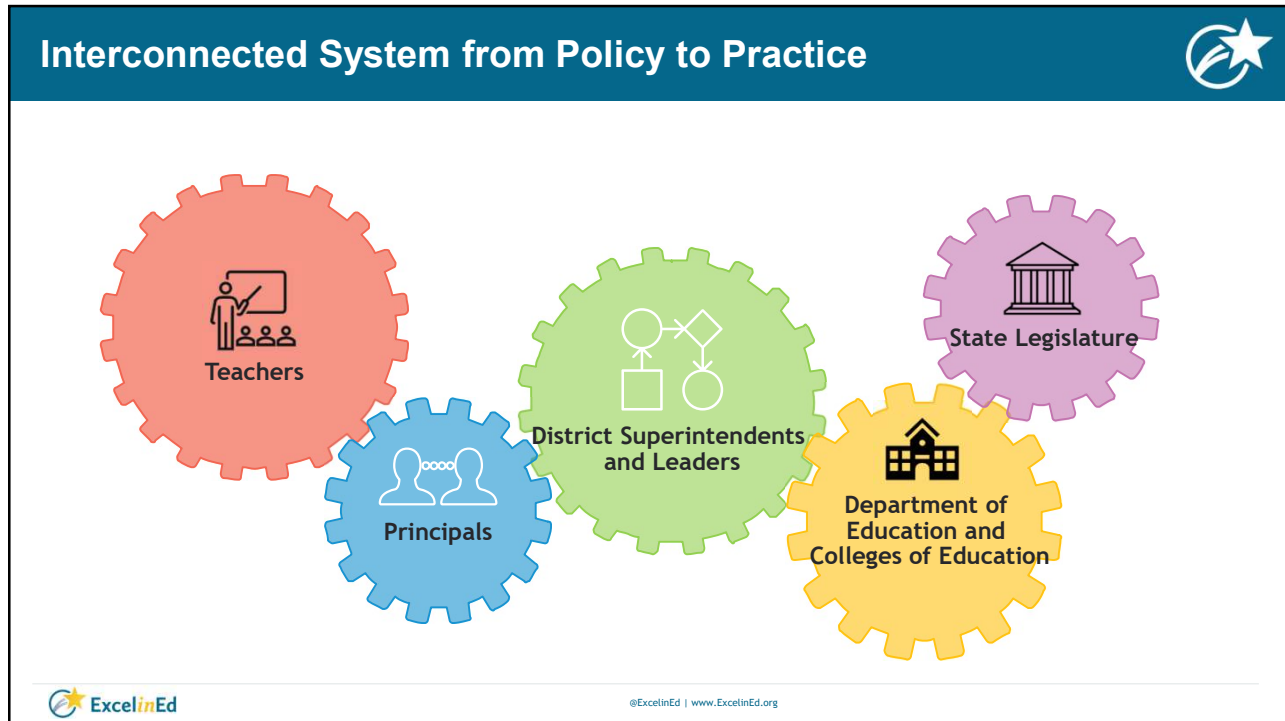 Interconnected System from Policy to Practice
Teachers
Principals
District Superintendents
and Leaders
State Legislature
Department of
Education and
Colleges of Education
ExcelinEd
@ExcelinEd | www.ExcelinEd.org